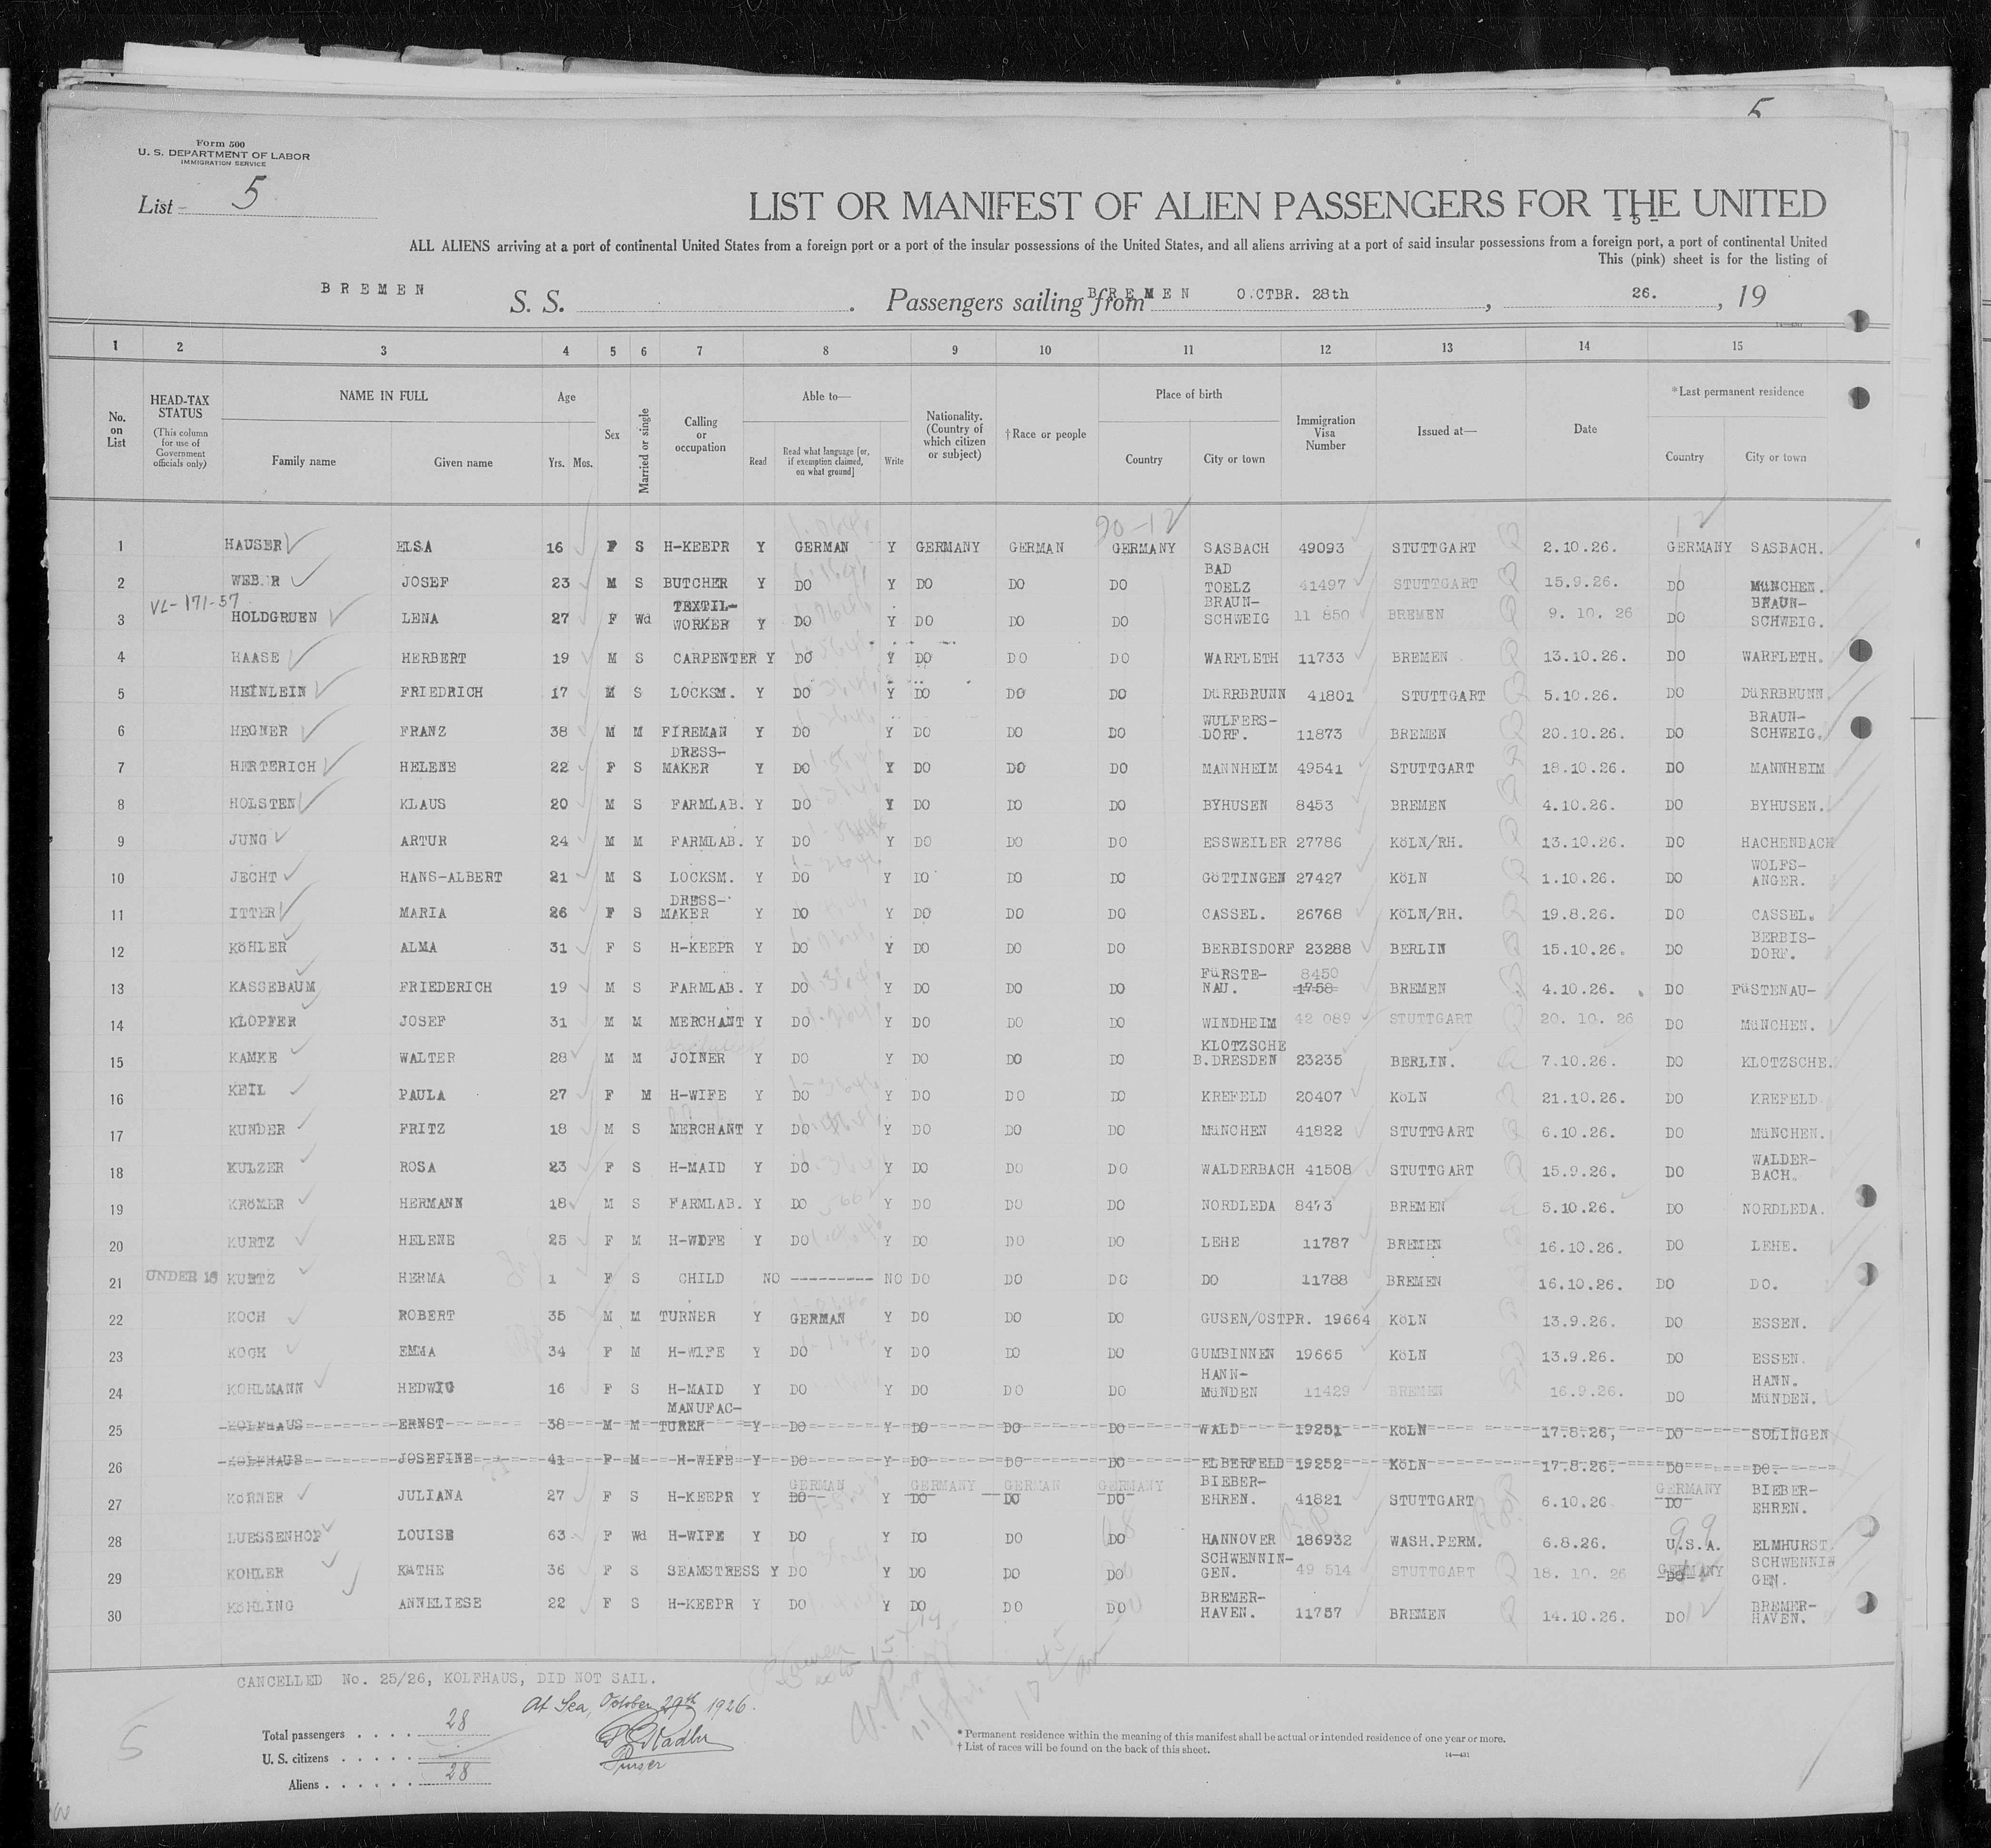 5
Form 500
U. S. DEPARTMENT OF LABOR
IMMIGRATION SERVICE
List 5
LIST OR MANIFEST OF ALIEN PASSENGERS FOR THE UNITED
- 5 -
ALL ALIENS arriving at a port of continental United States from a foreign port or a port of the insular possessions of the United States, and all aliens arriving at a port of said insular possessions from a foreign port, a port of continental United
This (pink) sheet is for the listing of
S. S. BREMEN . Passengers sailing from BREMEN OCTBR. 28th , 26. , 19
1 2 3 4 5 6 7 8 9 10 11 12 13 14 15
No. on List
HEAD-TAX STATUS (This column for use of Government officials only)
NAME IN FULL Family name Given name
Age Yrs. Mos.
Sex
Married or single
Calling or occupation
Able to— Read Read what language [or, if exemption claimed, on what ground] Write
Nationality. (Country of which citizen or subject)
†Race or people
Place of birth Country City or town
Immigration Visa Number
Issued at—
Date
*Last permanent residence Country City or town
90-12
1 HAUSER ELSA 16 F S H-KEEPR Y GERMAN Y GERMANY GERMAN GERMANY SASBACH 49093 STUTTGART 2.10.26. GERMANY SASBACH.
2 WEBER JOSEF 23 M S BUTCHER Y DO Y DO DO DO BAD TOELZ 41497 STUTTGART 15.9.26. DO MüNCHEN.
VL-171-57
3 HOLDGRUEN LENA 27 F Wd TEXTIL-WORKER Y DO Y DO DO DO BRAUN-SCHWEIG 11 850 BREMEN 9. 10. 26 DO BRAUN-SCHWEIG.
4 HAASE HERBERT 19 M S CARPENTER Y DO Y DO DO DO WARFLETH 11733 BREMEN 13.10.26. DO WARFLETH.
5 HEINLEIN FRIEDRICH 17 M S LOCKSM. Y DO Y DO DO DO DüRRBRUNN 41801 STUTTGART 5.10.26. DO DüRRBRUNN
6 HEGNER FRANZ 38 M M FIREMAN Y DO Y DO DO DO WULFERS-DORF. 11873 BREMEN 20.10.26. DO BRAUN-SCHWEIG.
7 HERTERICH HELENE 22 F S DRESS-MAKER Y DO Y DO DO DO MANNHEIM 49541 STUTTGART 18.10.26. DO MANNHEIM
8 HOLSTEN KLAUS 20 M S FARMLAB. Y DO Y DO DO DO BYHUSEN 8453 BREMEN 4.10.26. DO BYHUSEN.
9 JUNG ARTUR 24 M M FARMLAB. Y DO Y DO DO DO ESSWEILER 27786 KöLN/RH. 13.10.26. DO HACHENBACH
10 JECHT HANS-ALBERT 21 M S LOCKSM. Y DO Y DO DO DO GöTTINGEN 27427 KöLN 1.10.26. DO WOLFS-ANGER.
11 ITTER MARIA 26 F S DRESS-MAKER Y DO Y DO DO DO CASSEL. 26768 KöLN/RH. 19.8.26. DO CASSEL.
12 KöHLER ALMA 31 F S H-KEEPR Y DO Y DO DO DO BERBISDORF 23288 BERLIN 15.10.26. DO BERBIS-DORF.
13 KASSEBAUM FRIEDERICH 19 M S FARMLAB. Y DO Y DO DO DO FüRSTE-NAU. 8450 1758 BREMEN 4.10.26. DO FüSTENAU-
14 KLOPFER JOSEF 31 M M MERCHANT Y DO Y DO DO DO WINDHEIM 42 089 STUTTGART 20. 10. 26 DO MüNCHEN.
15 KAMKE WALTER 28 M M JOINER Y DO Y DO DO DO KLOTZSCHE B.DRESDEN 23235 BERLIN. 7.10.26. DO KLOTZSCHE.
16 KEIL PAULA 27 F M H-WIFE Y DO Y DO DO DO KREFELD 20407 KöLN 21.10.26. DO KREFELD
17 KUNDER FRITZ 18 M S MERCHANT Y DO Y DO DO DO MüNCHEN 41822 STUTTGART 6.10.26. DO MüNCHEN.
18 KULZER ROSA 23 F S H-MAID Y DO Y DO DO DO WALDERBACH 41508 STUTTGART 15.9.26. DO WALDER-BACH.
19 KRöMER HERMANN 18 M S FARMLAB. Y DO Y DO DO DO NORDLEDA 8473 BREMEN 5.10.26. DO NORDLEDA.
20 KURTZ HELENE 25 F M H-WIFE Y DO Y DO DO DO LEHE 11787 BREMEN 16.10.26. DO LEHE.
21 UNDER 16 KURTZ HERMA 1 F S CHILD NO --------- NO DO DO DO DO 11788 BREMEN 16.10.26. DO DO.
22 KOCH ROBERT 35 M M TURNER Y GERMAN Y DO DO DO GUSEN/OSTPR. 19664 KöLN 13.9.26. DO ESSEN.
23 KOCH EMMA 34 F M H-WIFE Y DO Y DO DO DO GUMBINNEN 19665 KöLN 13.9.26. DO ESSEN.
24 KOHLMANN HEDWIG 16 F S H-MAID Y DO Y DO DO DO HANN-MüNDEN 11429 BREMEN 16.9.26. DO HANN. MüNDEN.
25 KOLFHAUS ERNST 38 M M MANUFAC-TURER Y DO Y DO DO DO WALD 19251 KöLN 17.8.26. DO SOLINGEN
26 KOLFHAUS JOSEFINE 41 F M H-WIFE Y DO Y DO DO DO ELBERFELD 19252 KöLN 17.8.26. DO DO.
27 KöRNER JULIANA 27 F S H-KEEPR Y GERMAN DO Y GERMANY DO GERMAN DO GERMANY DO BIEBER-EHREN. 41821 STUTTGART 6.10.26 GERMANY DO BIEBER-EHREN.
28 LUESSENHOP LOUISE 63 F Wd H-WIFE Y DO Y DO DO DO HANNOVER 186932 WASH.PERM. 6.8.26. U.S.A. 99 ELMHURST
29 KOHLER KäTHE 36 F S SEAMSTRESS Y DO Y DO DO DO SCHWENNIN-GEN. 49 514 STUTTGART 18. 10. 26 GERMANY DO SCHWENNIN GEN.
30 KöHLING ANNELIESE 22 F S H-KEEPR Y DO Y DO DO DO BREMER-HAVEN. 11757 BREMEN 14.10.26. DO BREMER-HAVEN.
CANCELLED No. 25/26, KOLFHAUS, DID NOT SAIL.
At Sea, October 29th 1926.
Purser
Total passengers . . . . 28
U. S. citizens . . . . .
Aliens . . . . . . 28
5
* Permanent residence within the meaning of this manifest shall be actual or intended residence of one year or more.
† List of races will be found on the back of this sheet.
14—431